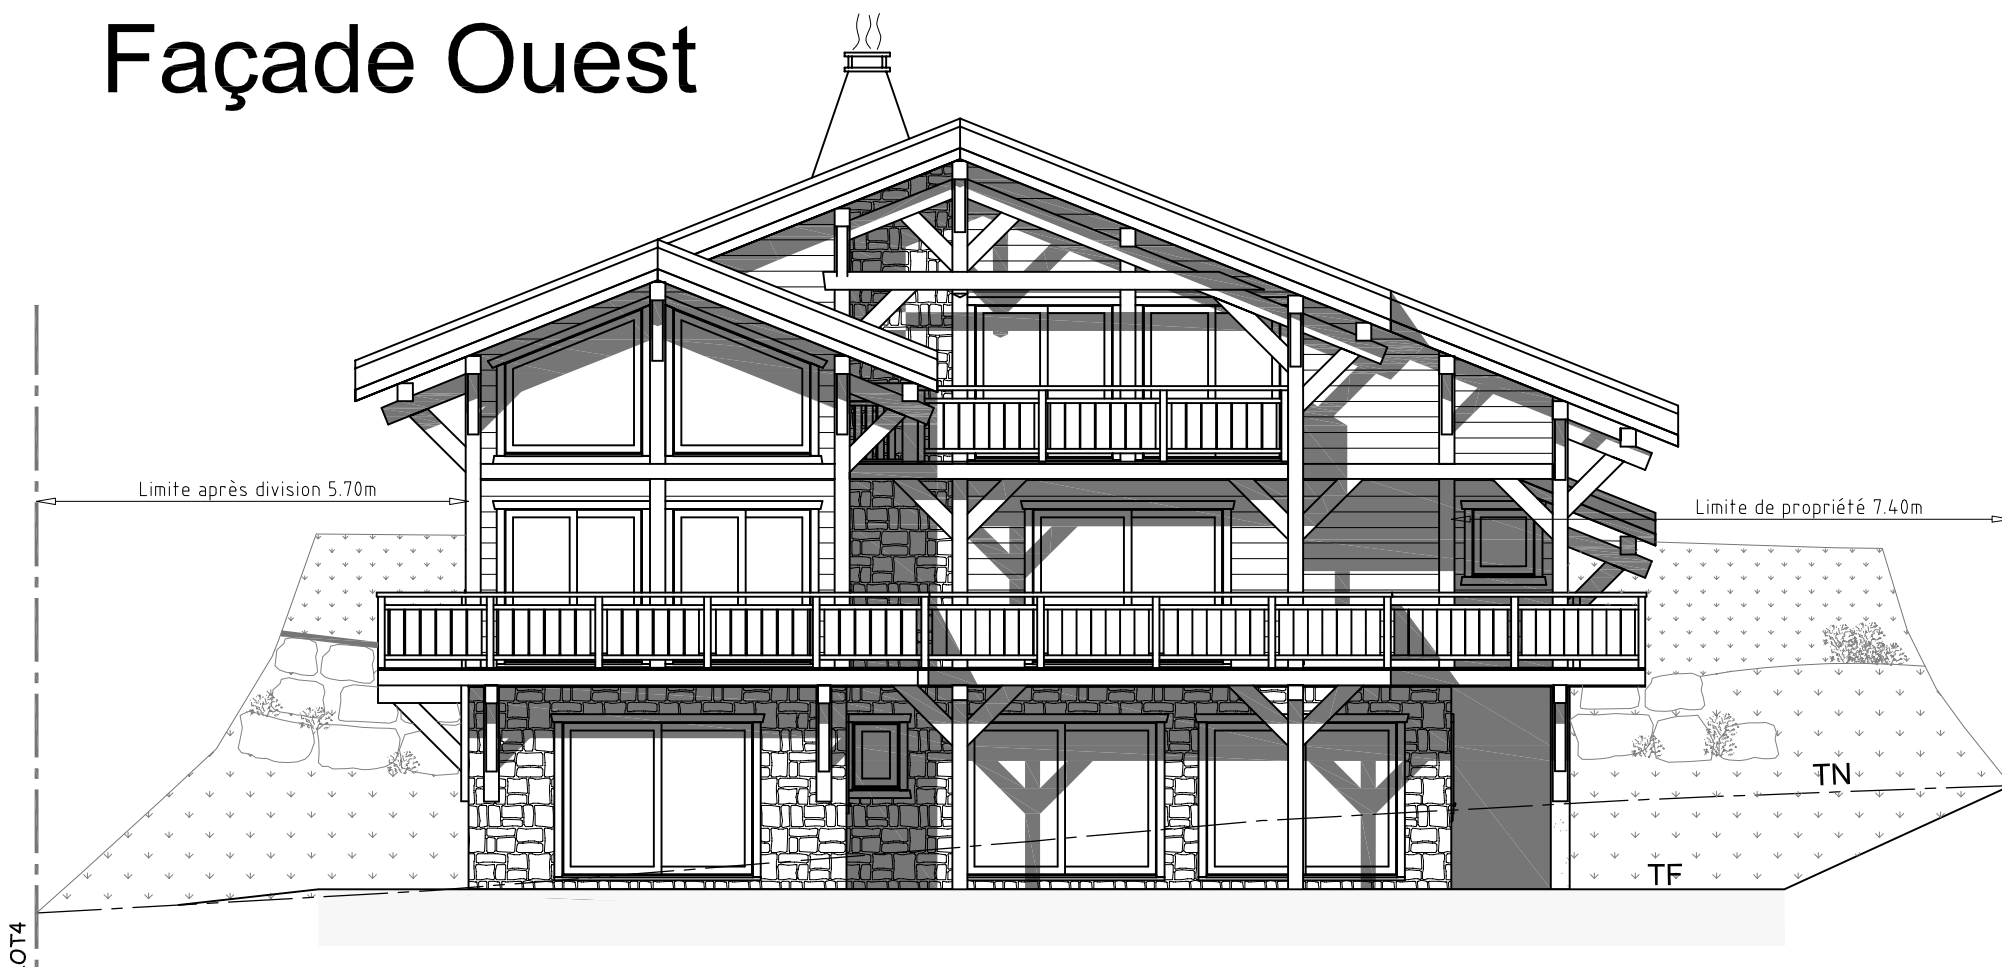 Façade Ouest
Limite après division 5.70m
Limite de propriété 7.40m
TN
TF